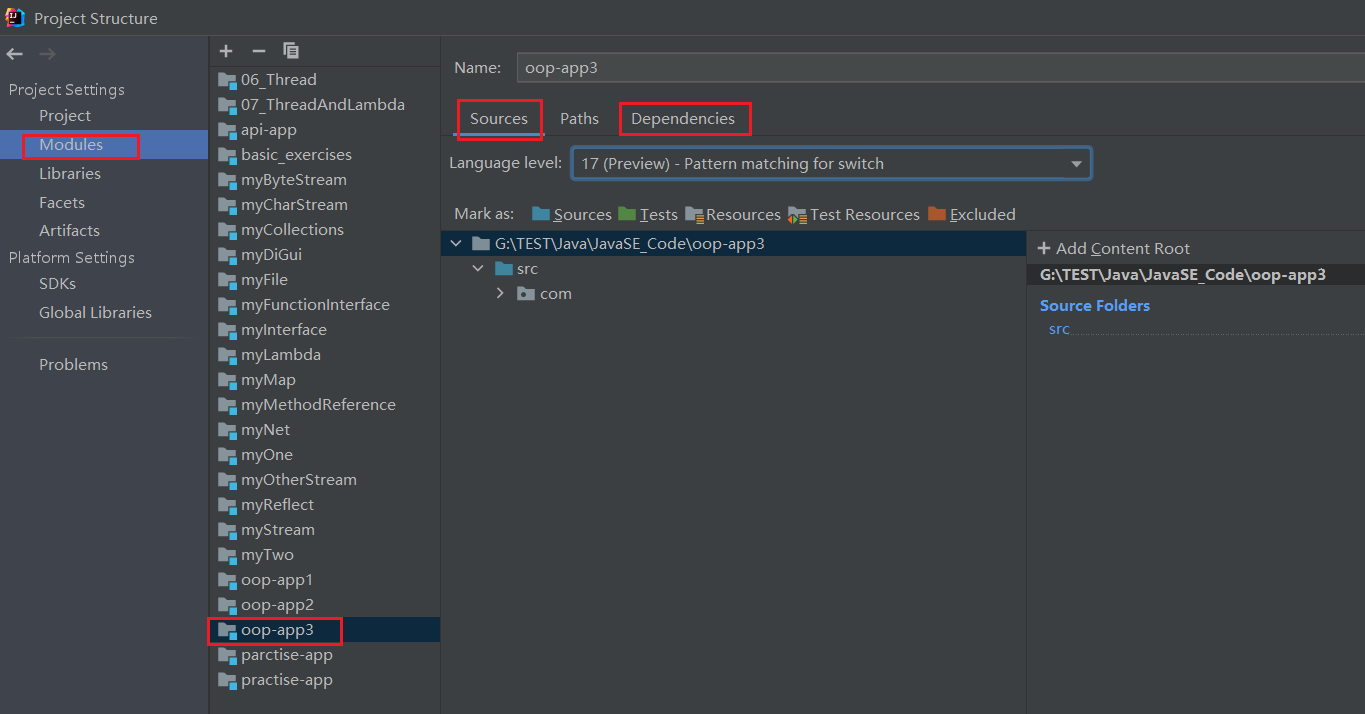 Project Structure
Project Settings
Project
Modules
Libraries
Facets
Artifacts
Platform Settings
SDKs
Global Libraries
Problems
06_Thread
07_ThreadAndLambda
api-app
basic_exercises
myByteStream
myCharStream
myCollections
myDiGui
myFile
myFunctionInterface
myInterface
myLambda
myMap
myMethodReference
myNet
myOne
myOtherStream
myReflect
myStream
myTwo
oop-app1
oop-app2
oop-app3
parctise-app
practise-app
Name: oop-app3
Sources Paths Dependencies
Language level: 17 (Preview) - Pattern matching for switch
Mark as: Sources Tests Resources Test Resources Excluded
G:\TEST\Java\JavaSE_Code\oop-app3
src
com
+ Add Content Root
G:\TEST\Java\JavaSE_Code\oop-app3
Source Folders
src